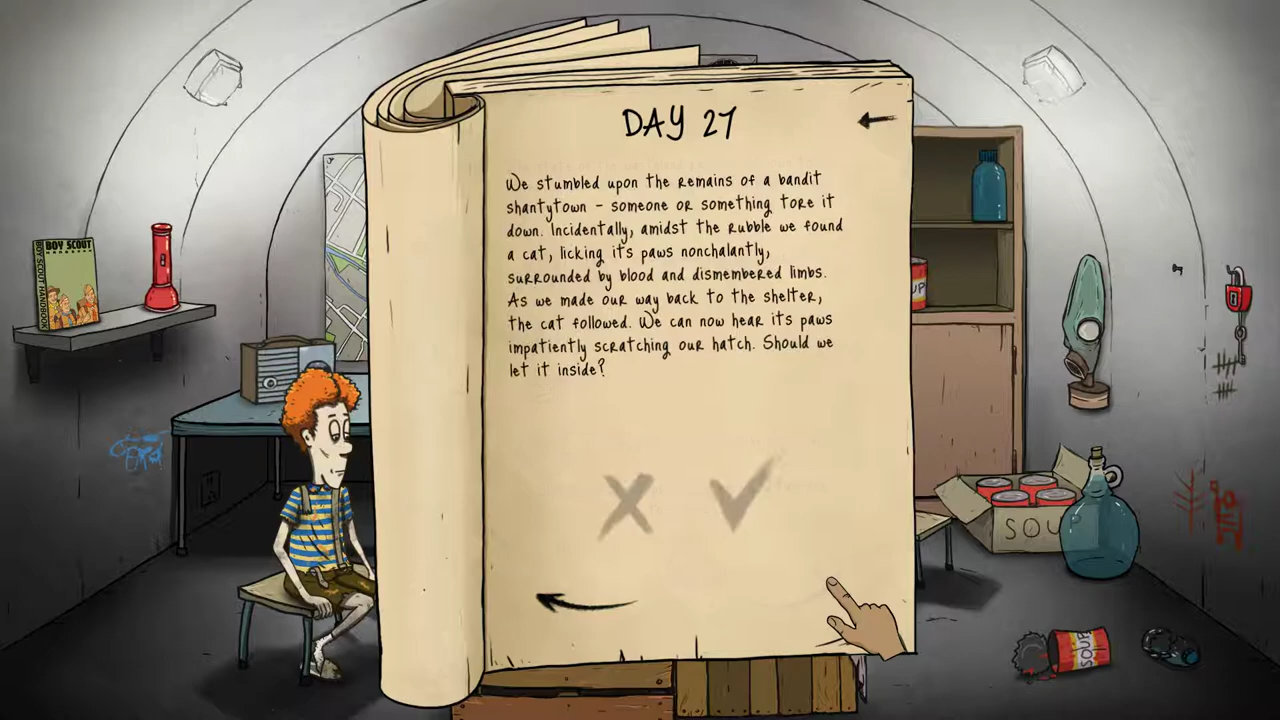 DAY 27
We stumbled upon the remains of a bandit
shantytown - someone or something tore it
down. Incidentally, amidst the rubble we found
a cat, licking its paws nonchalantly,
surrounded by blood and dismembered limbs.
As we made our way back to the shelter,
the cat followed. We can now hear its paws
impatiently scratching our hatch. Should we
let it inside?
BOY SCOUT
BOY SCOUT HANDBOOK
UP
SOUP
SOUP